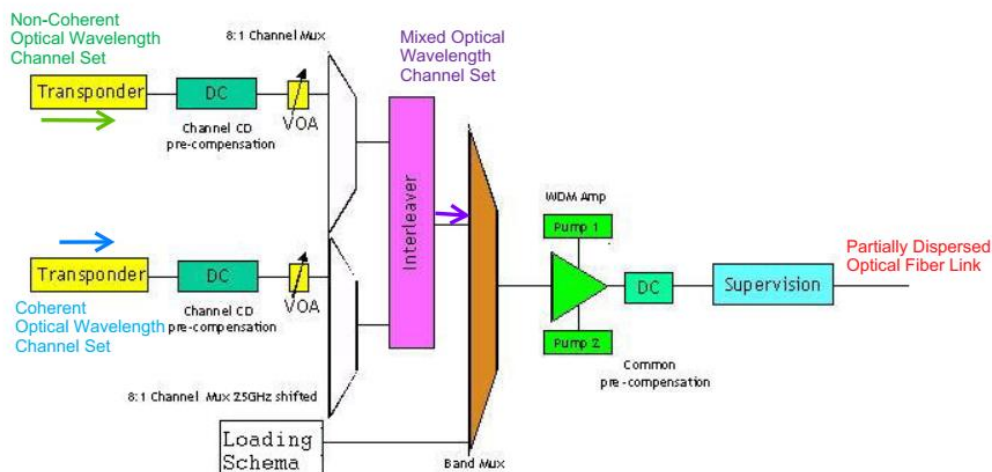 Non-Coherent
Optical Wavelength
Channel Set
8:1 Channel Mux
Mixed Optical
Wavelength
Channel Set
Transponder
DC
VOA
Channel CD
pre-compensation
Interleaver
WDM Amp
Pump 1
Transponder
DC
VOA
DC
Supervision
Partially Dispersed
Optical Fiber Link
Coherent
Optical Wavelength
Channel Set
Channel CD
pre-compensation
Pump 2
Common
pre-compensation
8:1 Channel Mux 25GHz shifted
Loading
Schema
Band Mux